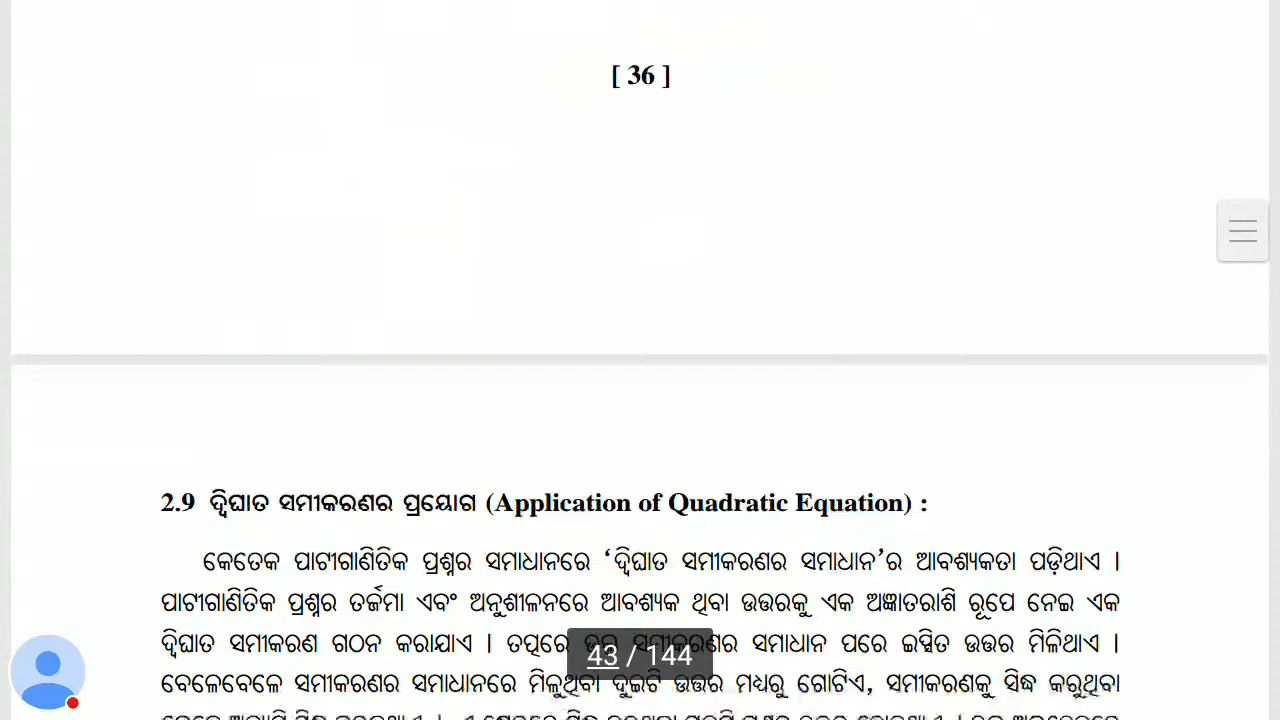 [ 36 ]
2.9 ଦ୍ୱିଘାତ ସମୀକରଣର ପ୍ରୟୋଗ (Application of Quadratic Equation) :
କେତେକ ପାଟୀଗାଣିତିକ ପ୍ରଶ୍ନର ସମାଧାନରେ ‘ଦ୍ୱିଘାତ ସମୀକରଣର ସମାଧାନ’ର ଆବଶ୍ୟକତା ପଡ଼ିଥାଏ ।
ପାଟୀଗାଣିତିକ ପ୍ରଶ୍ନର ତର୍ଜମା ଏବଂ ଅନୁଶୀଳନରେ ଆବଶ୍ୟକ ଥିବା ଉତ୍ତରକୁ ଏକ ଅଜ୍ଞାତରାଶି ରୂପେ ନେଇ ଏକ
ଦ୍ୱିଘାତ ସମୀକରଣ ଗଠନ କରାଯାଏ । ତତ୍ପରେ ଉକ୍ତ ସମୀକରଣର ସମାଧାନ ପରେ ଇପ୍ସିତ ଉତ୍ତର ମିଳିଥାଏ ।
43 / 144
ବେଳେବେଳେ ସମୀକରଣର ସମାଧାନରେ ମିଳୁଥିବା ଦୁଇଟି ଉତ୍ତର ମଧ୍ୟରୁ ଗୋଟିଏ, ସମୀକରଣକୁ ସିଦ୍ଧ କରୁଥିବା